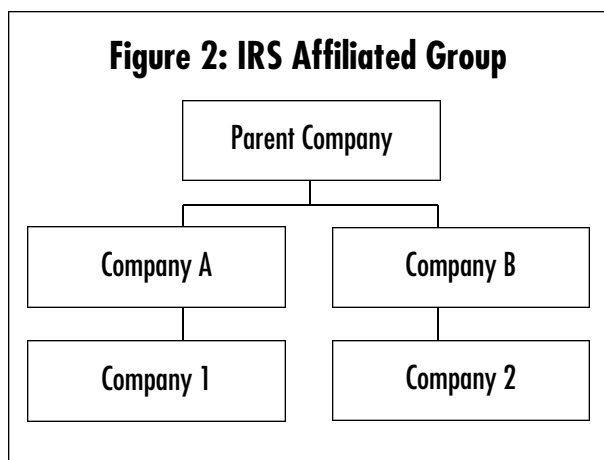 Figure 2: IRS Affiliated Group
Parent Company
Company A
Company B
Company 1
Company 2